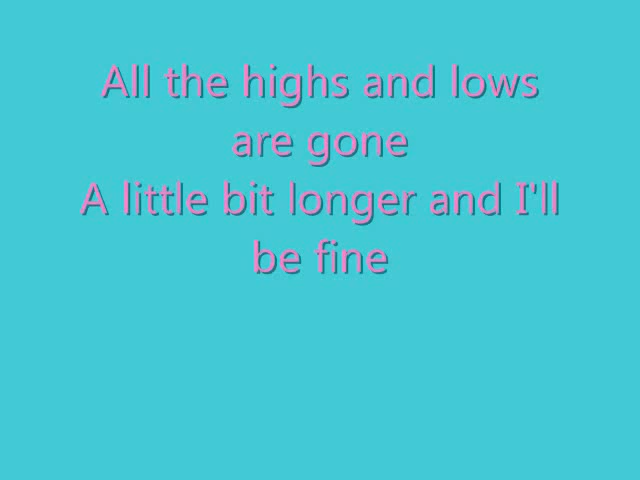 All the highs and lows
are gone
A little bit longer and I'll
be fine